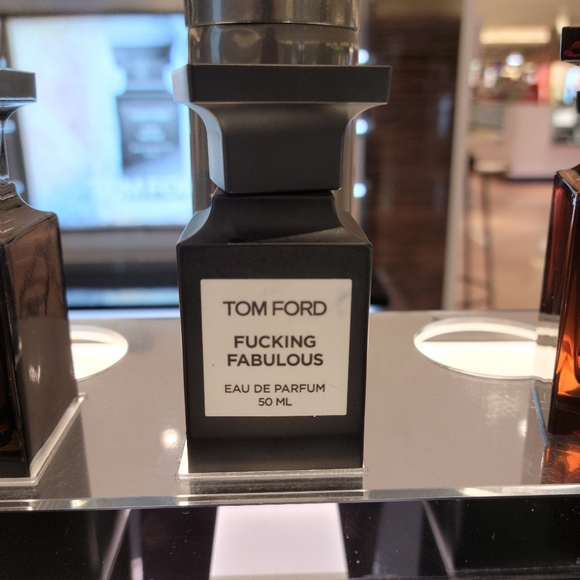 TOM FORD
FUCKING
FABULOUS
EAU DE PARFUM
50 ML